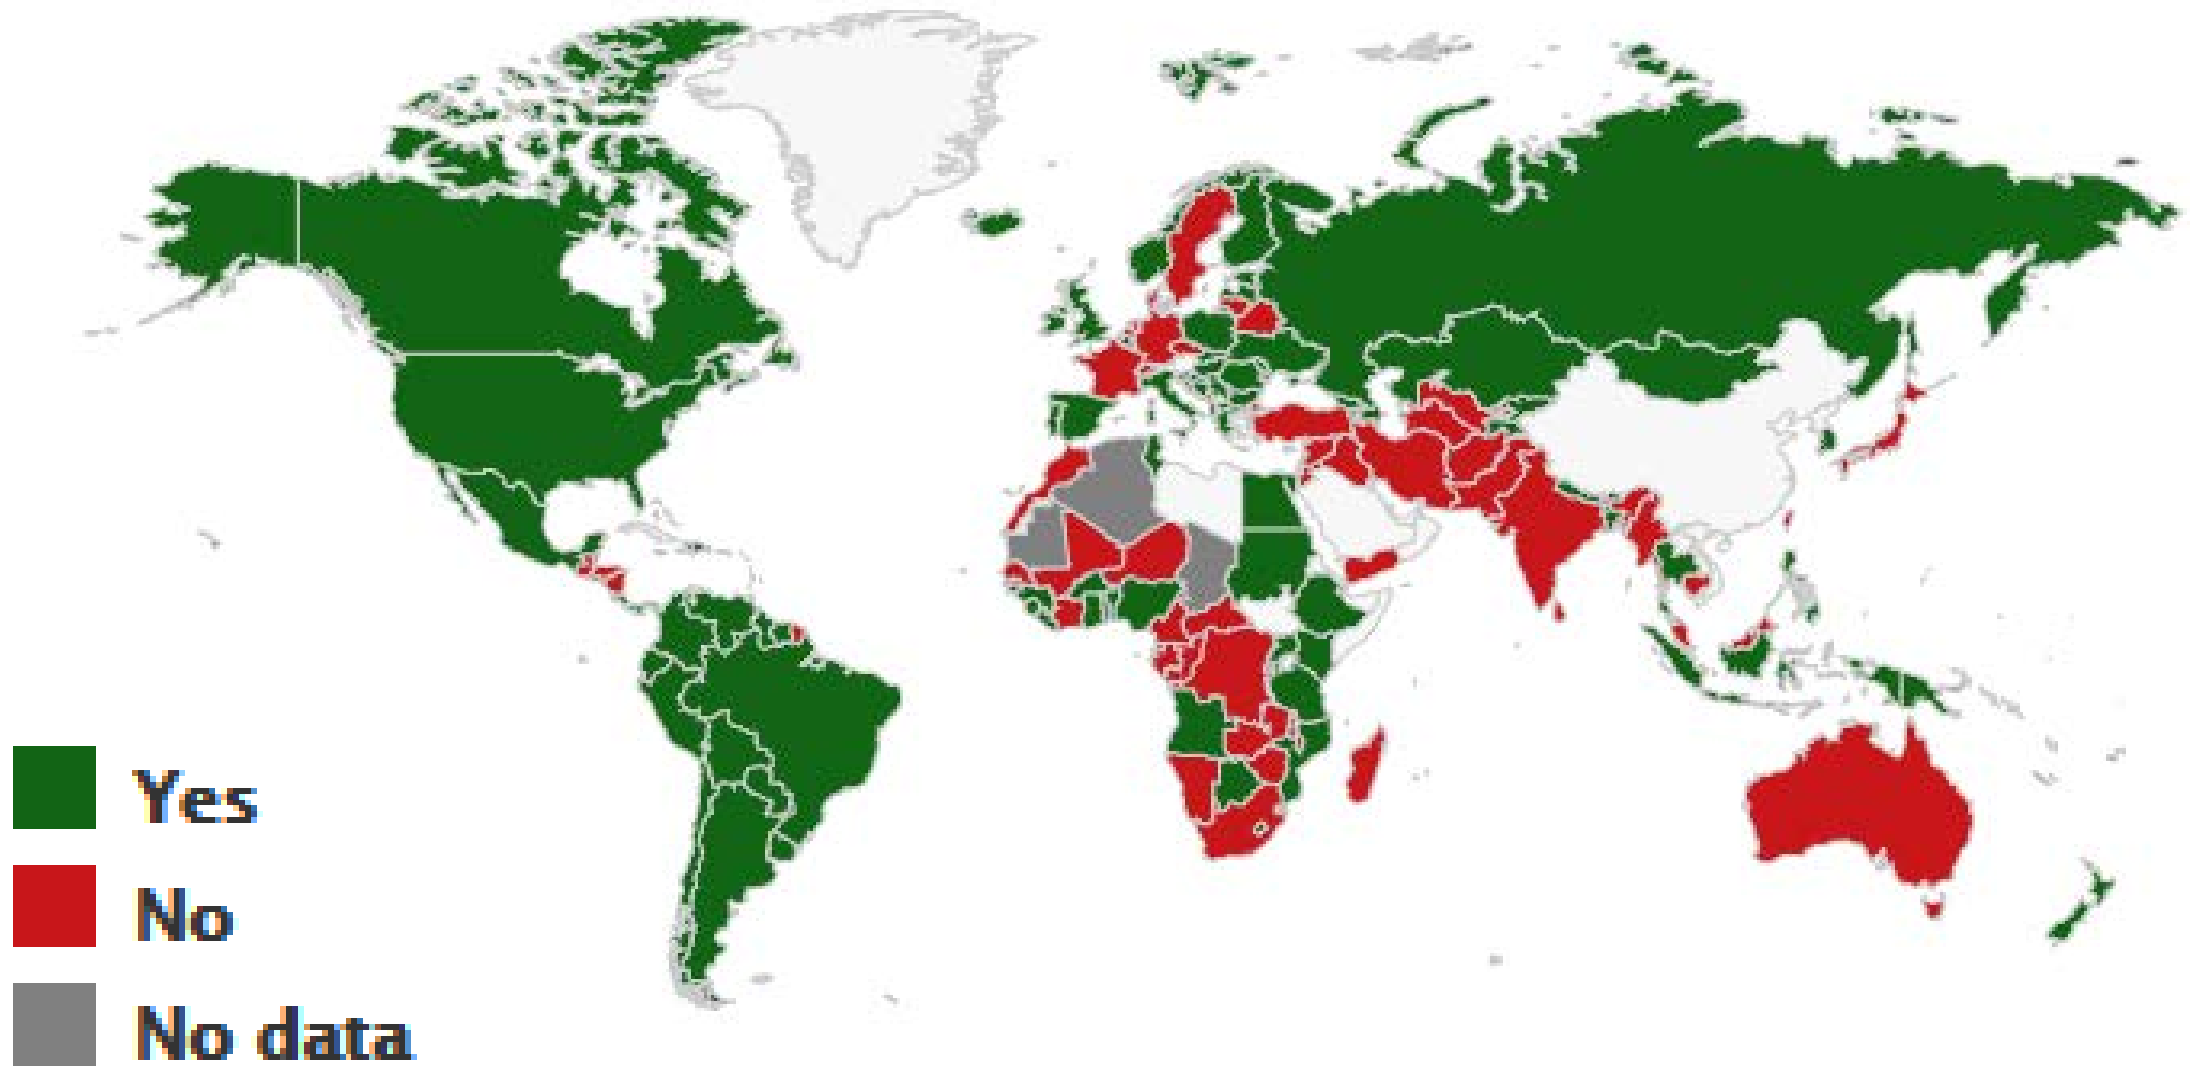 Yes
No
No data